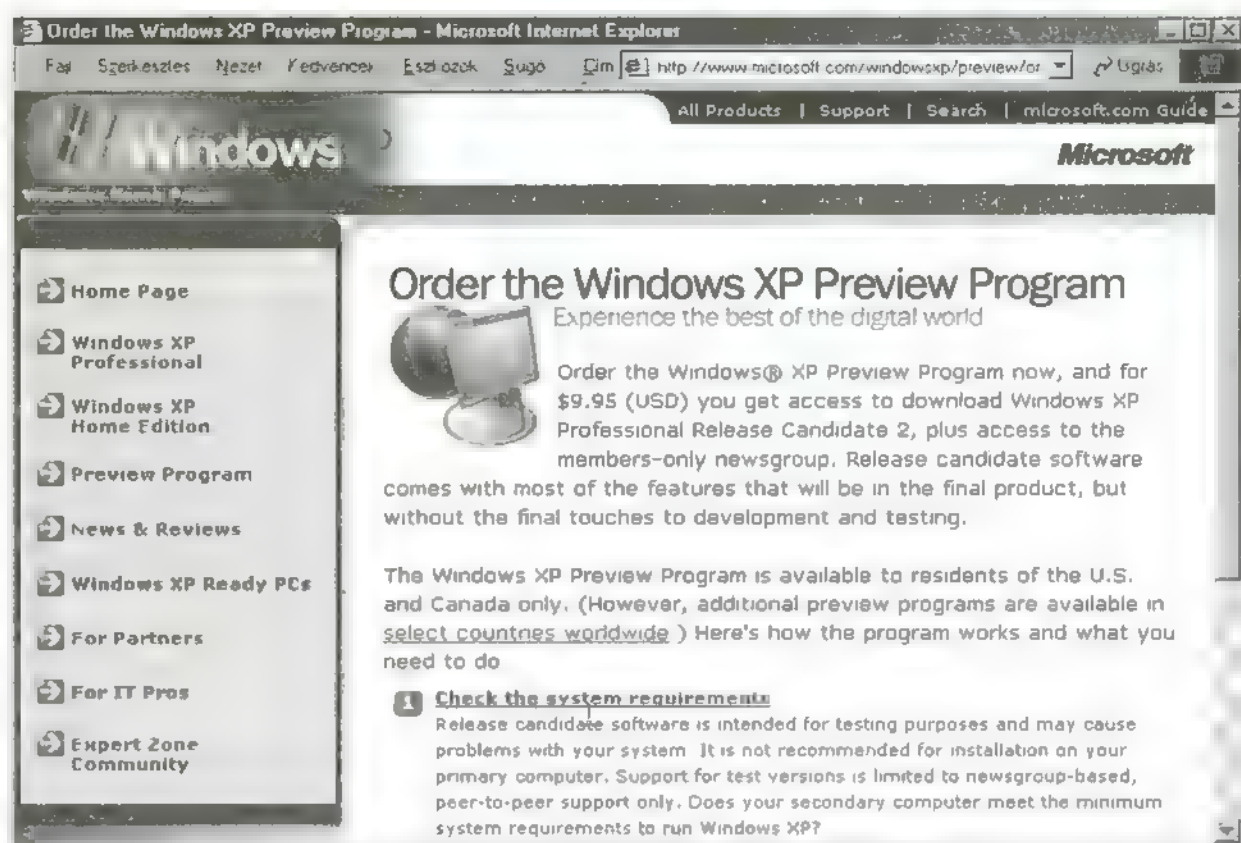 Order the Windows XP Preview Program - Microsoft Internet Explorer
Szerkesztes Nezet Kedvencek Eszkozok Sugo Cim http://www.microsoft.com/windowsxp/preview/or Ugras
All Products | Support | Search | microsoft.com Guide
Windows
Microsoft
Home Page
Windows XP
Professional
Windows XP
Home Edition
Preview Program
News & Reviews
Windows XP Ready PCs
For Partners
For IT Pros
Expert Zone
Community
Order the Windows XP Preview Program
Experience the best of the digital world
Order the Windows® XP Preview Program now, and for
$9.95 (USD) you get access to download Windows XP
Professional Release Candidate 2, plus access to the
members-only newsgroup. Release candidate software
comes with most of the features that will be in the final product, but
without the final touches to development and testing.
The Windows XP Preview Program is available to residents of the U.S.
and Canada only. (However, additional preview programs are available in
select countries worldwide ) Here's how the program works and what you
need to do
1 Check the system requirements
Release candidate software is intended for testing purposes and may cause
problems with your system It is not recommended for installation on your
primary computer. Support for test versions is limited to newsgroup-based,
peer-to-peer support only. Does your secondary computer meet the minimum
system requirements to run Windows XP?